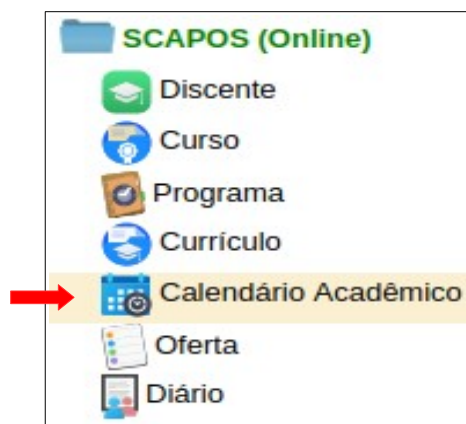 SCAPOS (Online)
Discente
Curso
Programa
Currículo
Calendário Acadêmico
Oferta
Diário